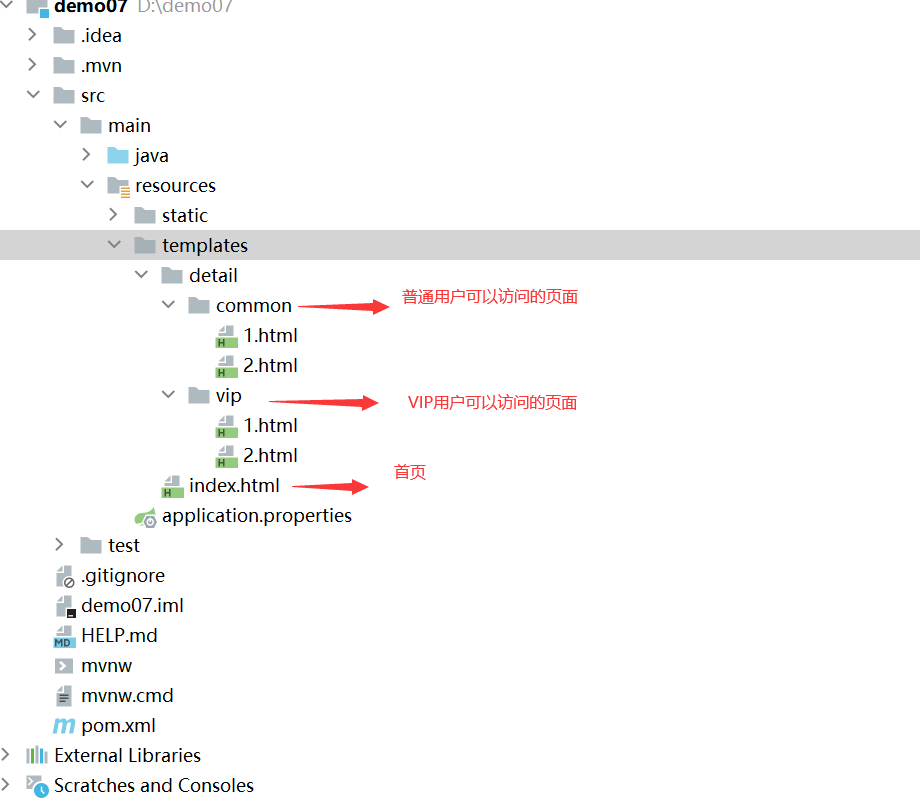 demo07 D:\demo07
.idea
.mvn
src
main
java
resources
static
templates
detail
common 普通用户可以访问的页面
1.html
2.html
vip VIP用户可以访问的页面
1.html
2.html
index.html 首页
application.properties
test
.gitignore
demo07.iml
HELP.md
mvnw
mvnw.cmd
pom.xml
External Libraries
Scratches and Consoles